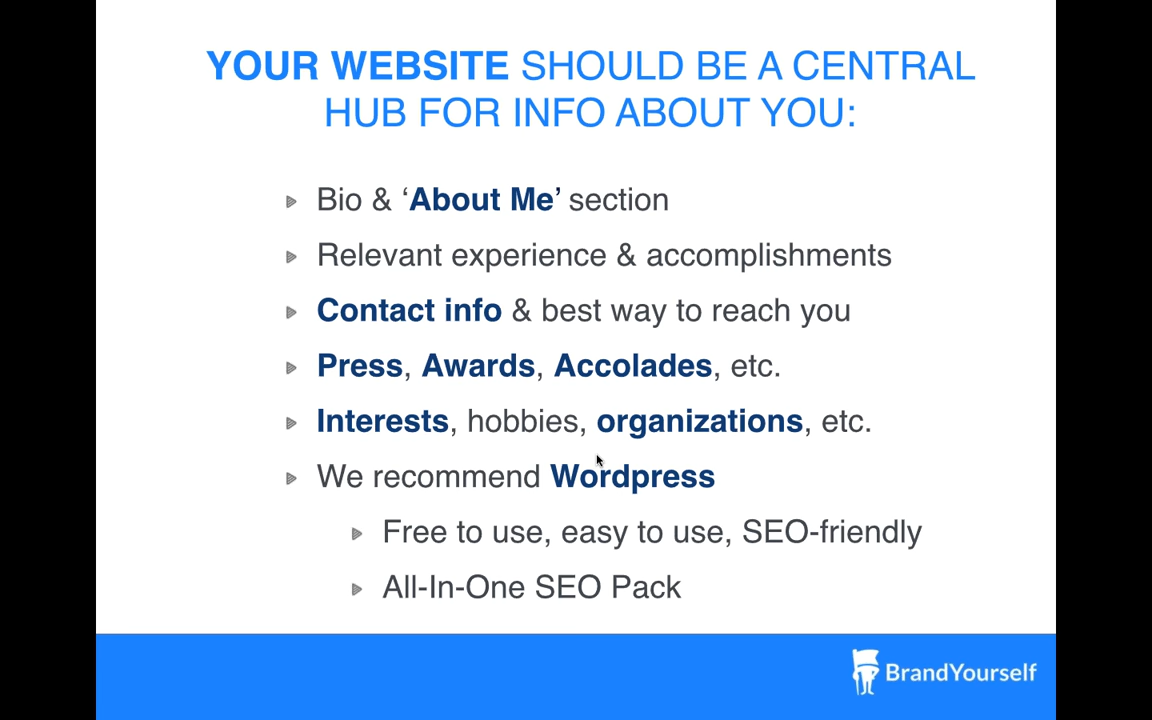 YOUR WEBSITE SHOULD BE A CENTRAL
HUB FOR INFO ABOUT YOU:
Bio & ‘About Me’ section
Relevant experience & accomplishments
Contact info & best way to reach you
Press, Awards, Accolades, etc.
Interests, hobbies, organizations, etc.
We recommend Wordpress
Free to use, easy to use, SEO-friendly
All-In-One SEO Pack
BrandYourself